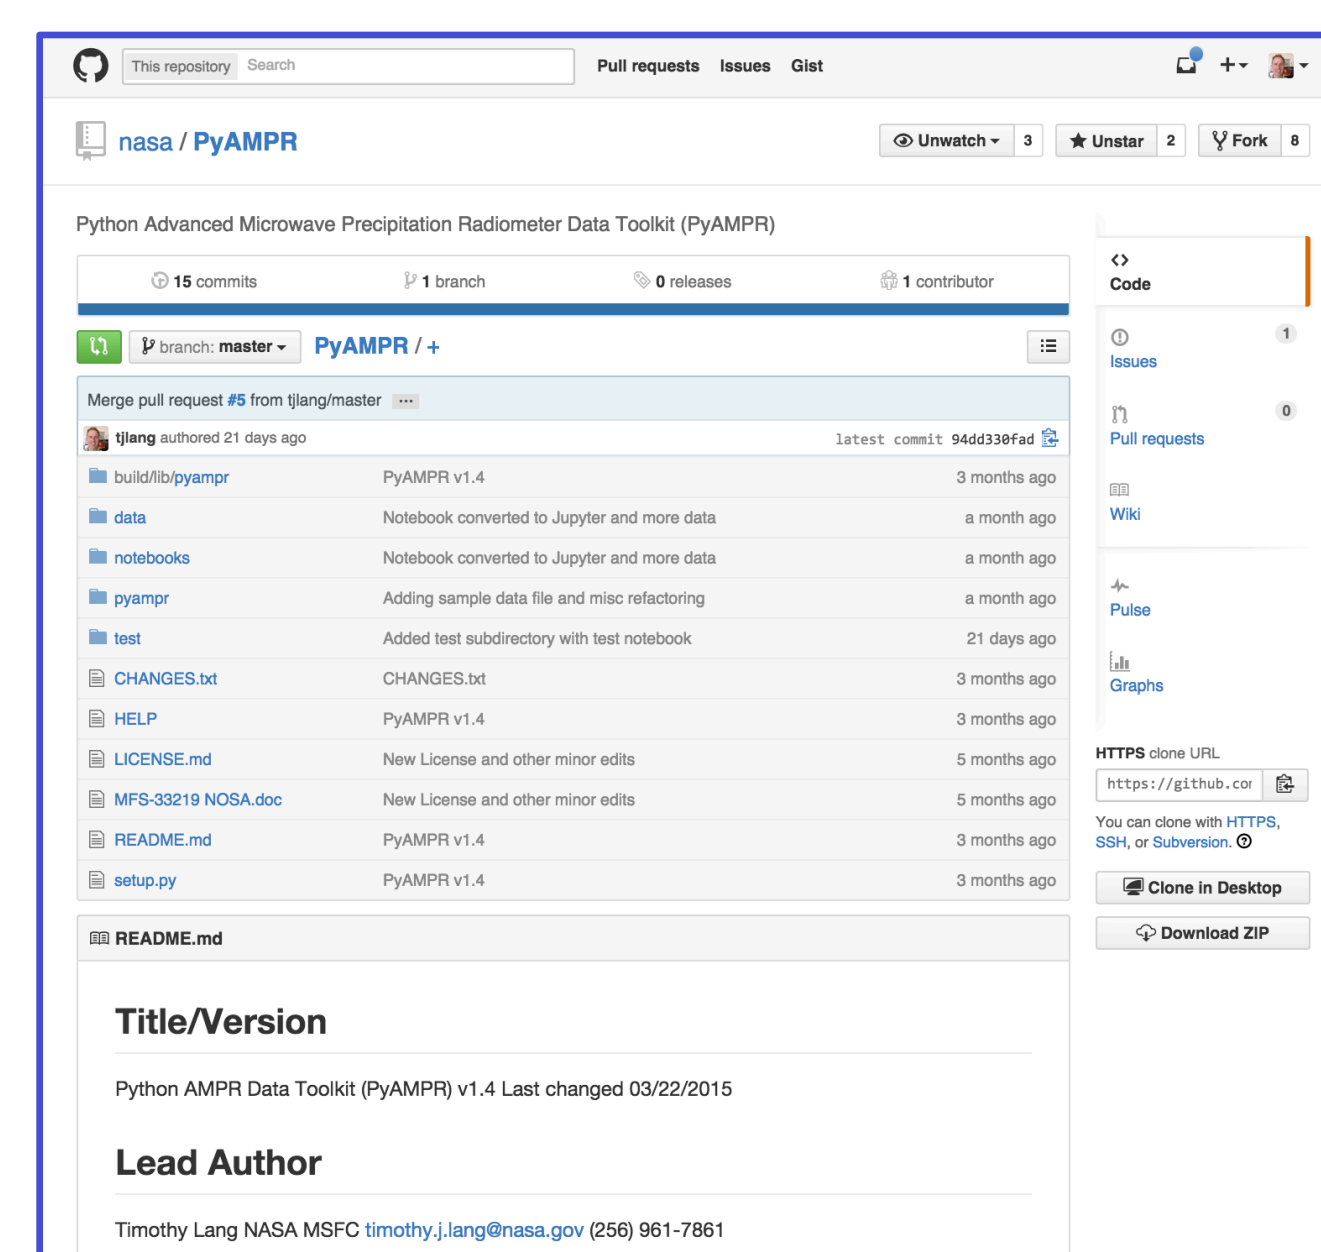 This repository Search Pull requests Issues Gist
nasa / PyAMPR Unwatch 3 Unstar 2 Fork 8
Python Advanced Microwave Precipitation Radiometer Data Toolkit (PyAMPR)
15 commits 1 branch 0 releases 1 contributor
branch: master PyAMPR / +
Merge pull request #5 from tjlang/master ...
tjlang authored 21 days ago latest commit 94dd330fad
build/lib/pyampr PyAMPR v1.4 3 months ago
data Notebook converted to Jupyter and more data a month ago
notebooks Notebook converted to Jupyter and more data a month ago
pyampr Adding sample data file and misc refactoring a month ago
test Added test subdirectory with test notebook 21 days ago
CHANGES.txt CHANGES.txt 3 months ago
HELP PyAMPR v1.4 3 months ago
LICENSE.md New License and other minor edits 5 months ago
MFS-33219 NOSA.doc New License and other minor edits 5 months ago
README.md PyAMPR v1.4 3 months ago
setup.py PyAMPR v1.4 3 months ago
README.md
Title/Version
Python AMPR Data Toolkit (PyAMPR) v1.4 Last changed 03/22/2015
Lead Author
Timothy Lang NASA MSFC timothy.j.lang@nasa.gov (256) 961-7861
Code
Issues 1
Pull requests 0
Wiki
Pulse
Graphs
HTTPS clone URL
https://github.cor
You can clone with HTTPS,
SSH, or Subversion.
Clone in Desktop
Download ZIP